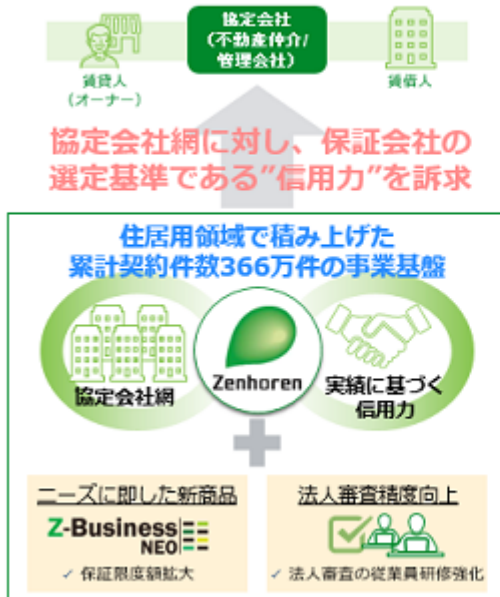 協定会社
(不動産仲介/
管理会社)
賃貸人
(オーナー)
賃借人
協定会社網に対し、保証会社の
選定基準である”信用力”を訴求
住居用領域で積み上げた
累計契約件数366万件の事業基盤
協定会社網
Zenhoren
実績に基づく
信用力
ニーズに即した新商品
Z-Business
NEO
✓ 保証限度額拡大
法人審査精度向上
✓ 法人審査の従業員研修強化